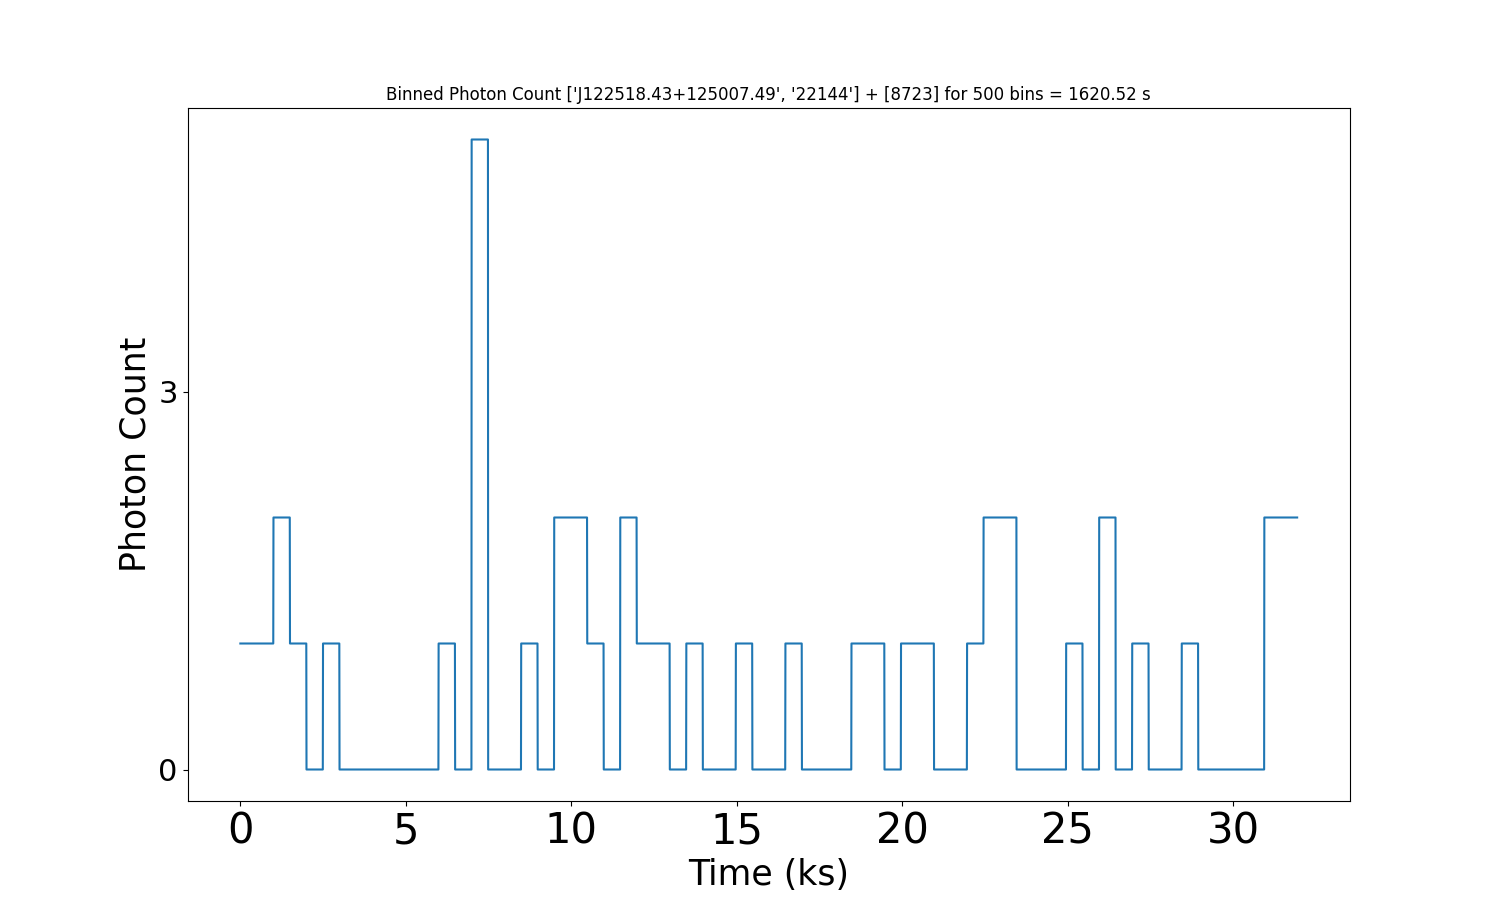 Binned Photon Count ['J122518.43+125007.49', '22144'] + [8723] for 500 bins = 1620.52 s
Photon Count
3
0
0 5 10 15 20 25 30
Time (ks)